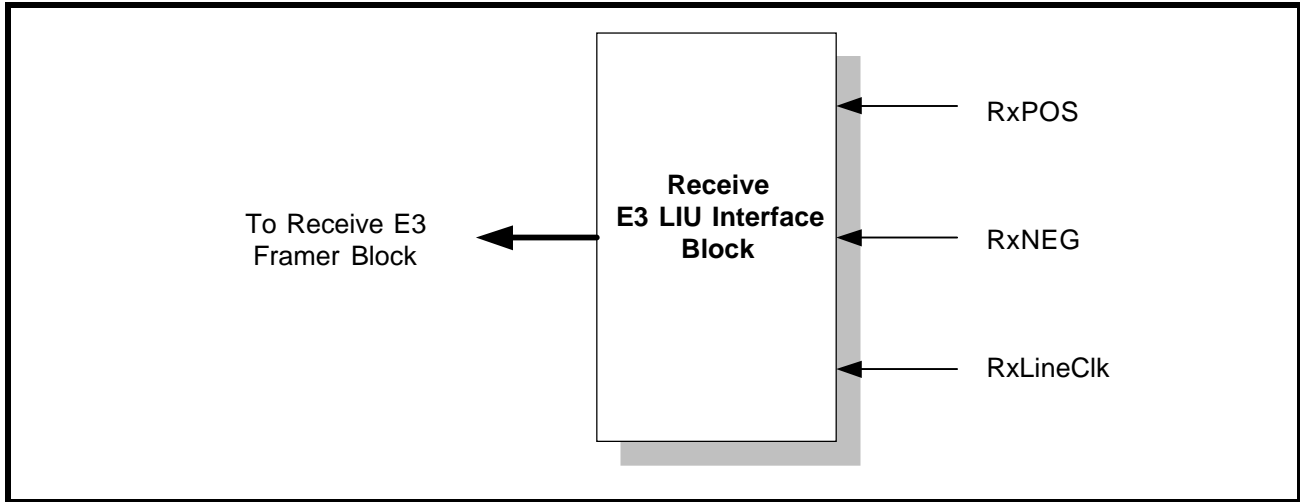 RxPOS
Receive
E3 LIU Interface
Block
To Receive E3
Framer Block
RxNEG
RxLineClk